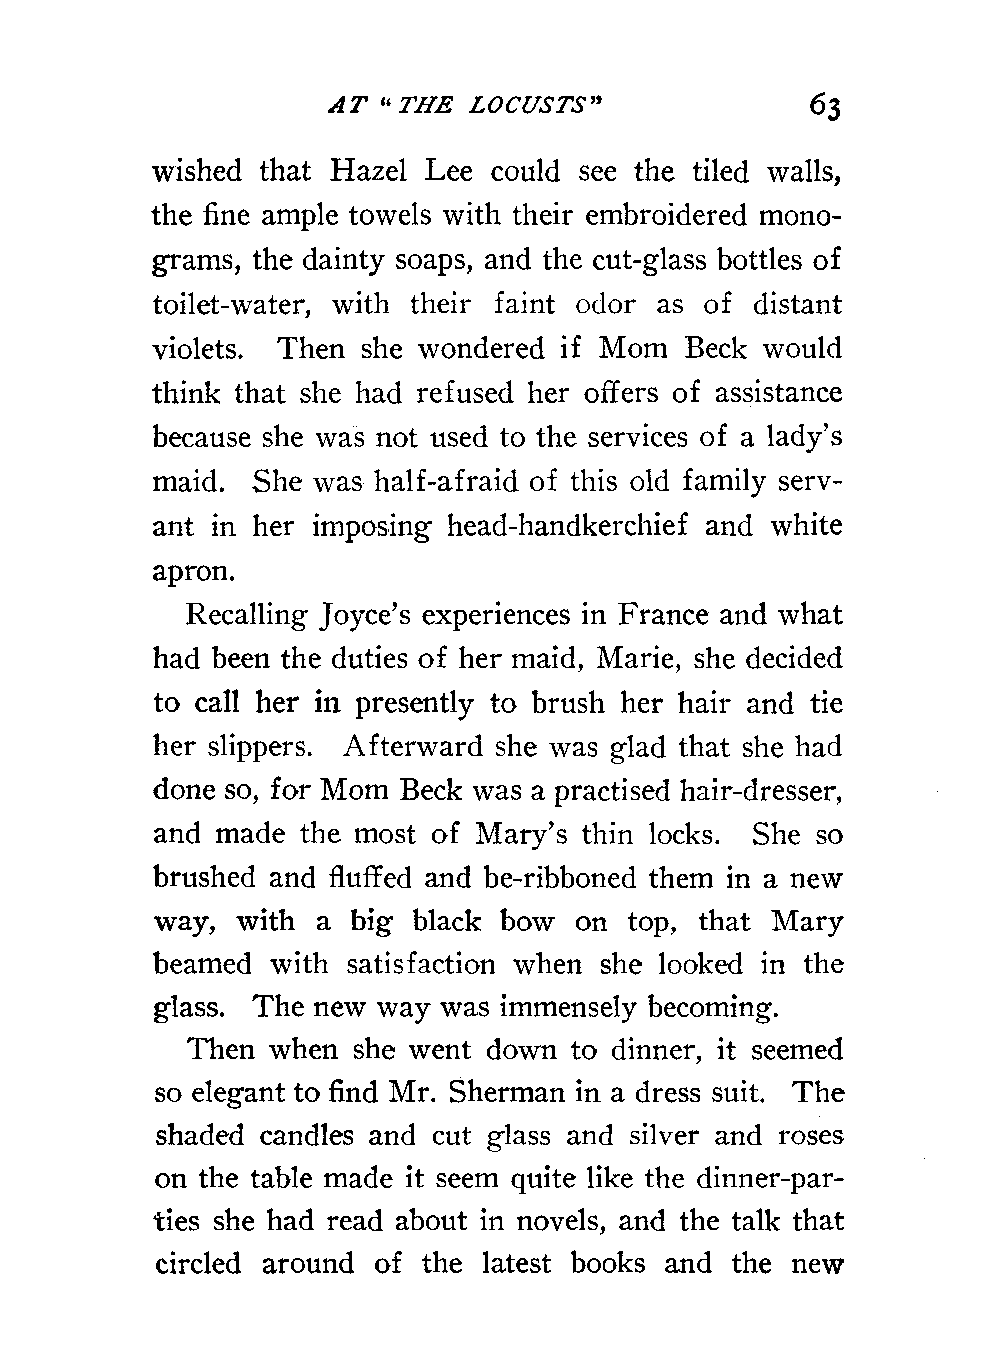 AT "THE LOCUSTS" 63
wished that Hazel Lee could see the tiled walls,
the fine ample towels with their embroidered mono-
grams, the dainty soaps, and the cut-glass bottles of
toilet-water, with their faint odor as of distant
violets. Then she wondered if Mom Beck would
think that she had refused her offers of assistance
because she was not used to the services of a lady's
maid. She was half-afraid of this old family serv-
ant in her imposing head-handkerchief and white
apron.
Recalling Joyce's experiences in France and what
had been the duties of her maid, Marie, she decided
to call her in presently to brush her hair and tie
her slippers. Afterward she was glad that she had
done so, for Mom Beck was a practised hair-dresser,
and made the most of Mary's thin locks. She so
brushed and fluffed and be-ribboned them in a new
way, with a big black bow on top, that Mary
beamed with satisfaction when she looked in the
glass. The new way was immensely becoming.
Then when she went down to dinner, it seemed
so elegant to find Mr. Sherman in a dress suit. The
shaded candles and cut glass and silver and roses
on the table made it seem quite like the dinner-par-
ties she had read about in novels, and the talk that
circled around of the latest books and the new